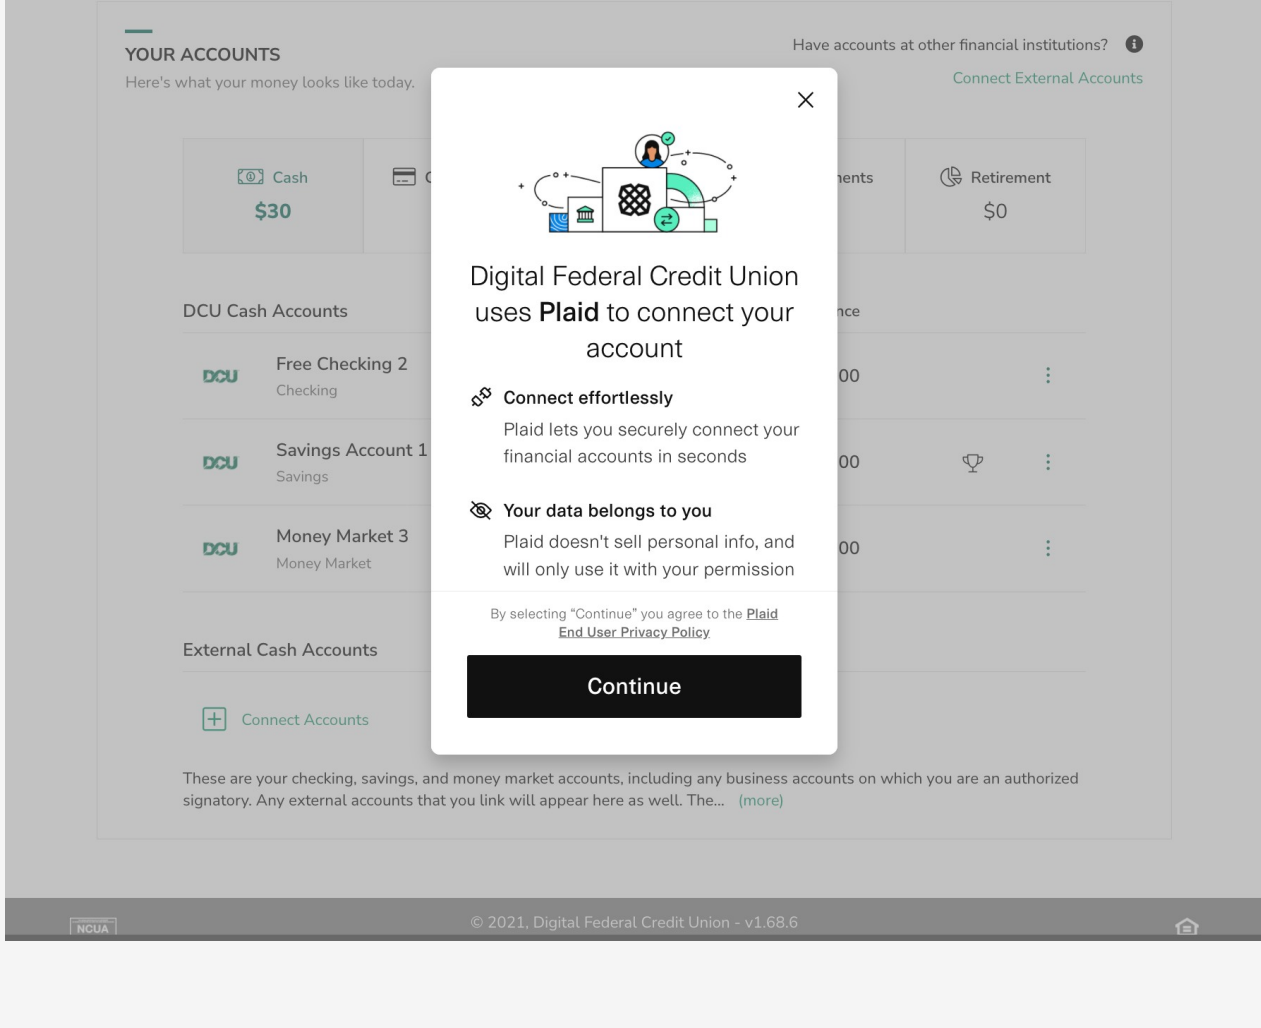 YOUR ACCOUNTS
Here's what your money looks like today.
Have accounts at other financial institutions?
Connect External Accounts
Cash
$30
Retirement
$0
DCU Cash Accounts
DCU
Free Checking 2
Checking
00
DCU
Savings Account 1
Savings
00
DCU
Money Market 3
Money Market
00
External Cash Accounts
Connect Accounts
These are your checking, savings, and money market accounts, including any business accounts on which you are an authorized
signatory. Any external accounts that you link will appear here as well. The... (more)
Digital Federal Credit Union
uses Plaid to connect your
account
Connect effortlessly
Plaid lets you securely connect your
financial accounts in seconds
Your data belongs to you
Plaid doesn't sell personal info, and
will only use it with your permission
By selecting “Continue” you agree to the Plaid
End User Privacy Policy
Continue
NCUA
© 2021, Digital Federal Credit Union - v1.68.6